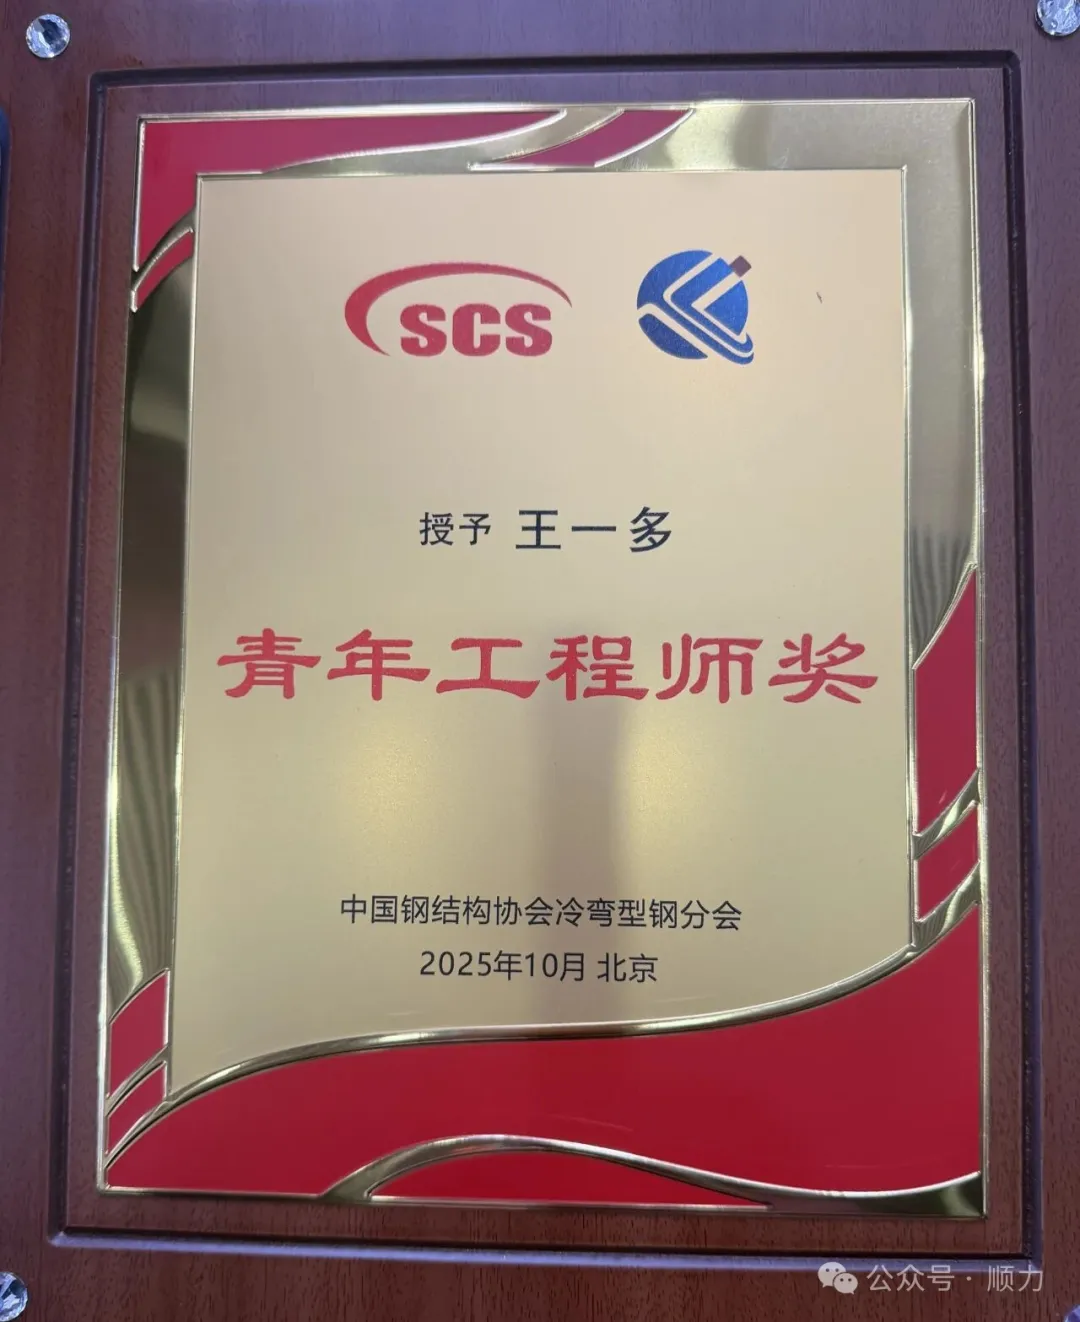 SCS
授予 王一多
青年工程师奖
中国钢结构协会冷弯型钢分会
2025年10月 北京
公众号·顺力